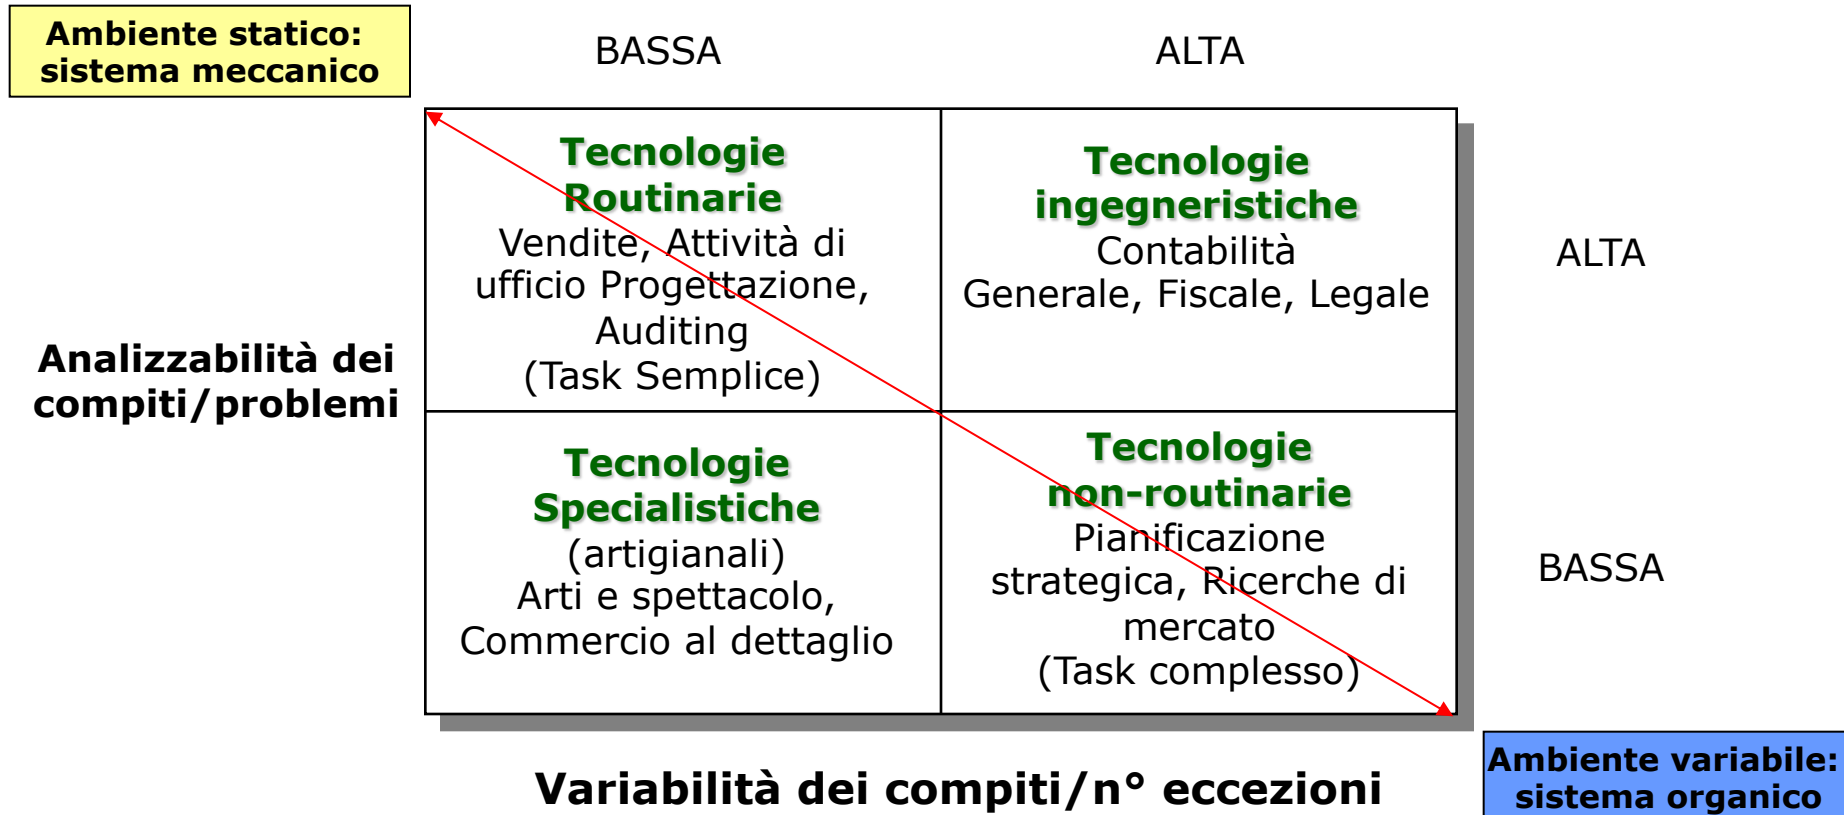 Ambiente statico:
sistema meccanico
BASSA
ALTA
Tecnologie
Routinarie
Vendite, Attività di
ufficio Progettazione,
Auditing
(Task Semplice)
Tecnologie
ingegneristiche
Contabilità
Generale, Fiscale, Legale
ALTA
Analizzabilità dei
compiti/problemi
Tecnologie
Specialistiche
(artigianali)
Arti e spettacolo,
Commercio al dettaglio
Tecnologie
non-routinarie
Pianificazione
strategica, Ricerche di
mercato
(Task complesso)
BASSA
Variabilità dei compiti/n° eccezioni
Ambiente variabile:
sistema organico